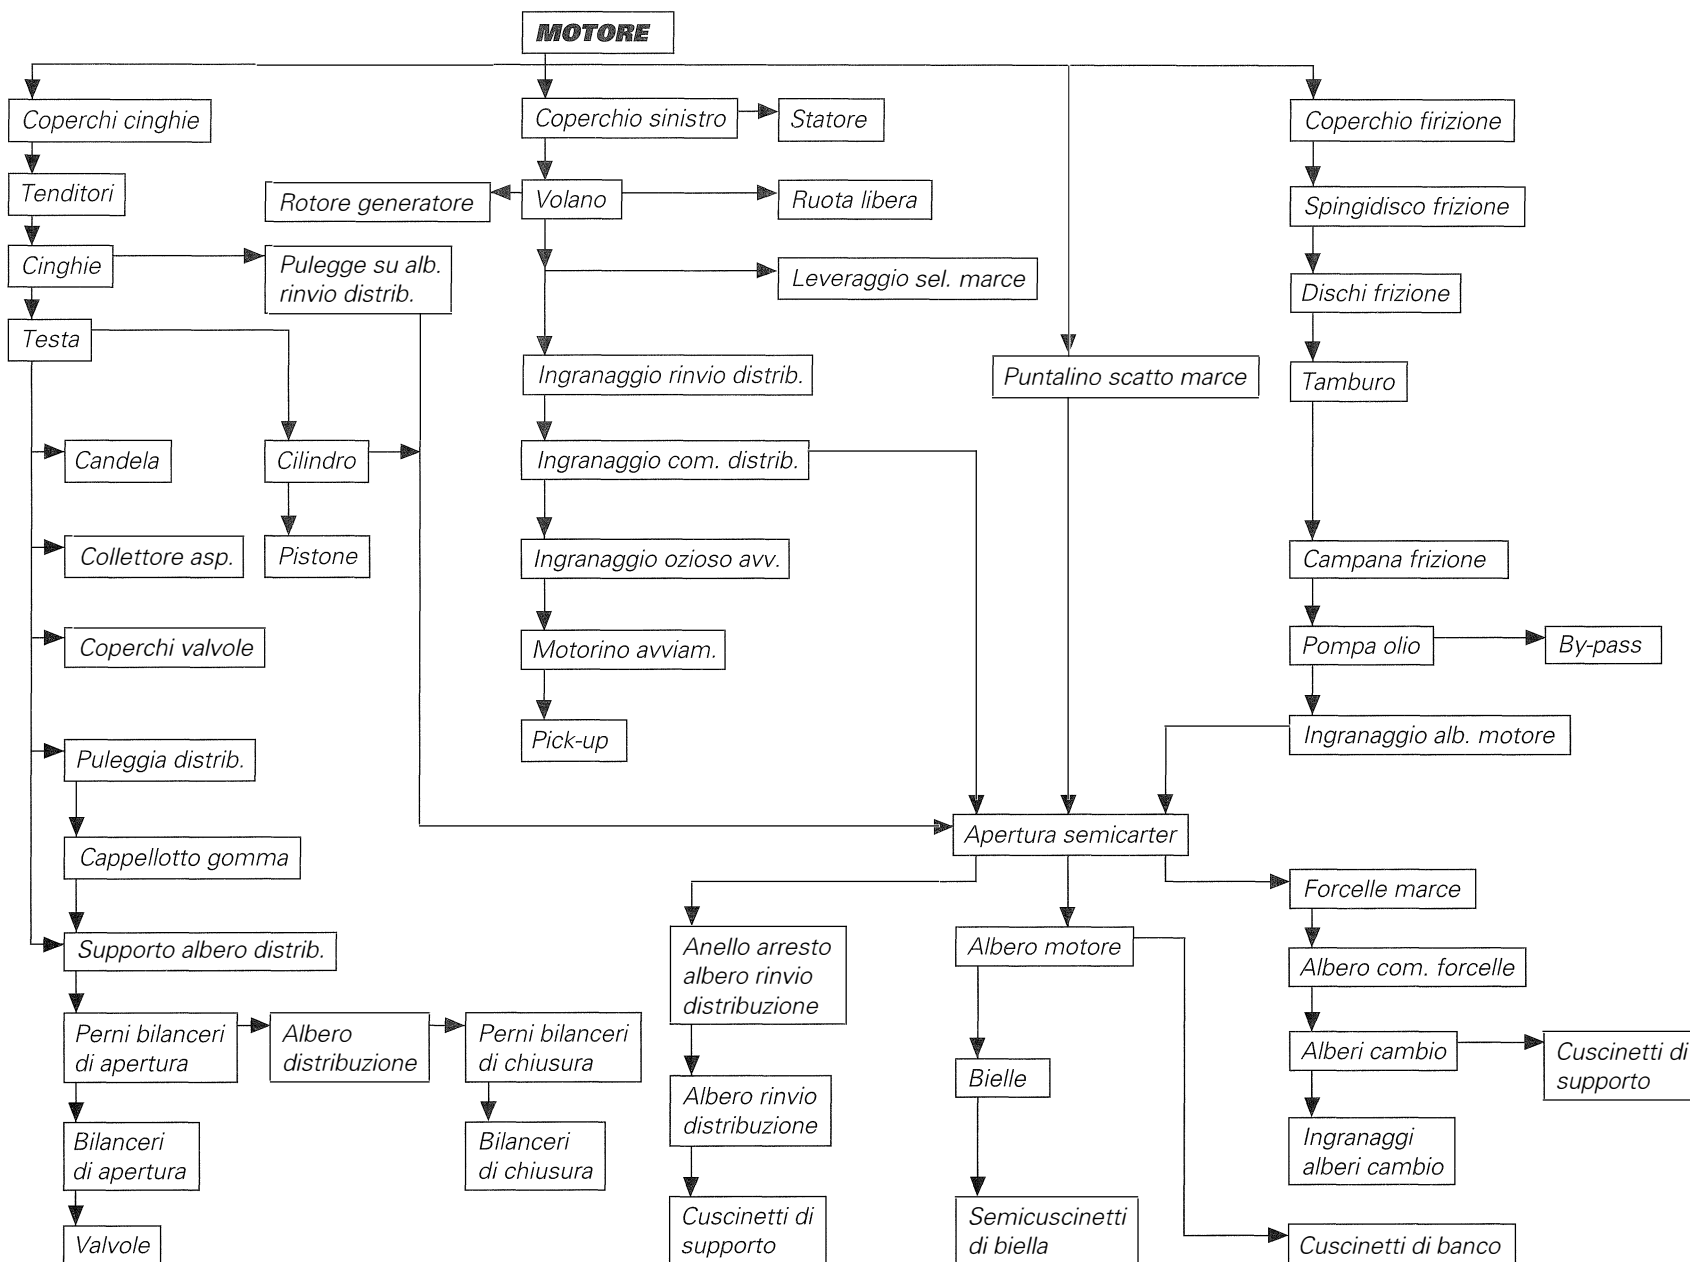 MOTORE
Coperchi cinghie
Coperchio sinistro
Statore
Coperchio firizione
Tenditori
Rotore generatore
Volano
Ruota libera
Spingidisco frizione
Cinghie
Pulegge su alb.
rinvio distrib.
Leveraggio sel. marce
Dischi frizione
Testa
Ingranaggio rinvio distrib.
Puntalino scatto marce
Tamburo
Candela
Cilindro
Ingranaggio com. distrib.
Collettore asp.
Pistone
Ingranaggio ozioso avv.
Campana frizione
Coperchi valvole
Motorino avviam.
Pompa olio
By-pass
Puleggia distrib.
Pick-up
Ingranaggio alb. motore
Apertura semicarter
Cappellotto gomma
Forcelle marce
Supporto albero distrib.
Anello arresto
albero rinvio
distribuzione
Albero motore
Albero com. forcelle
Perni bilanceri
di apertura
Albero
distribuzione
Perni bilanceri
di chiusura
Alberi cambio
Cuscinetti di
supporto
Bielle
Albero rinvio
distribuzione
Bilanceri
di apertura
Bilanceri
di chiusura
Ingranaggi
alberi cambio
Valvole
Cuscinetti di
supporto
Semicuscinetti
di biella
Cuscinetti di banco